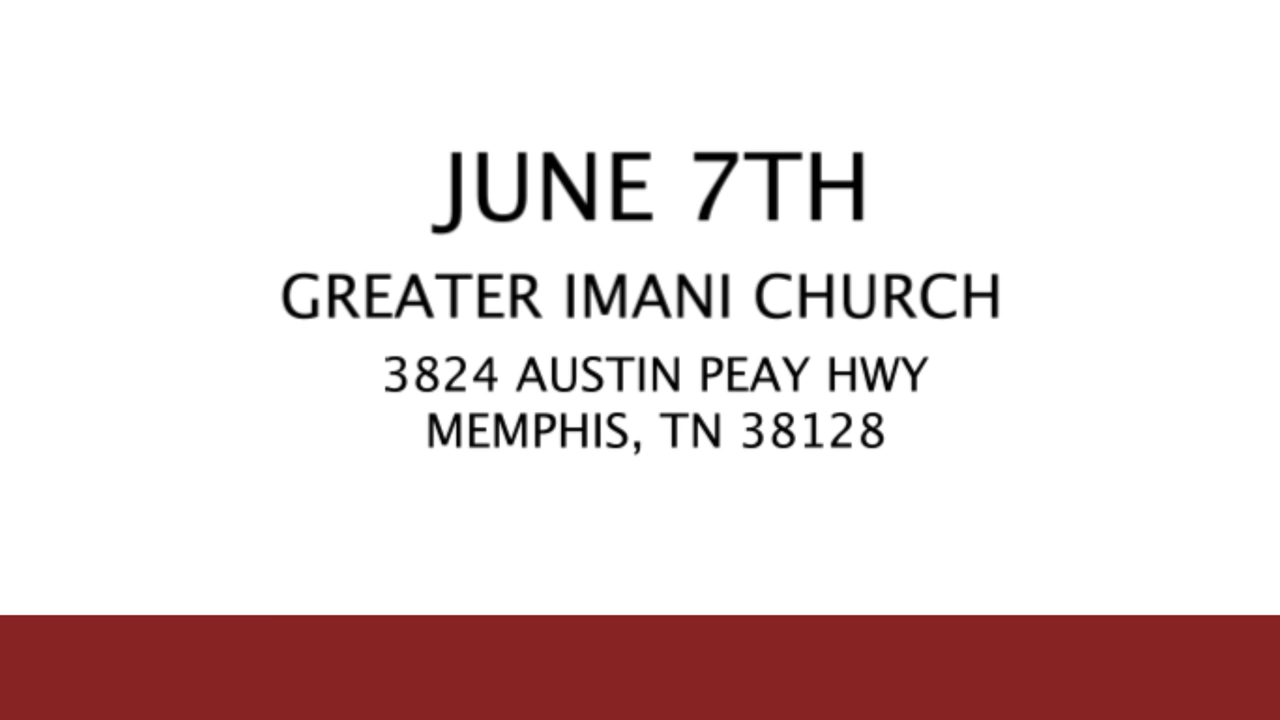 JUNE 7TH
GREATER IMANI CHURCH
3824 AUSTIN PEAY HWY
MEMPHIS, TN 38128